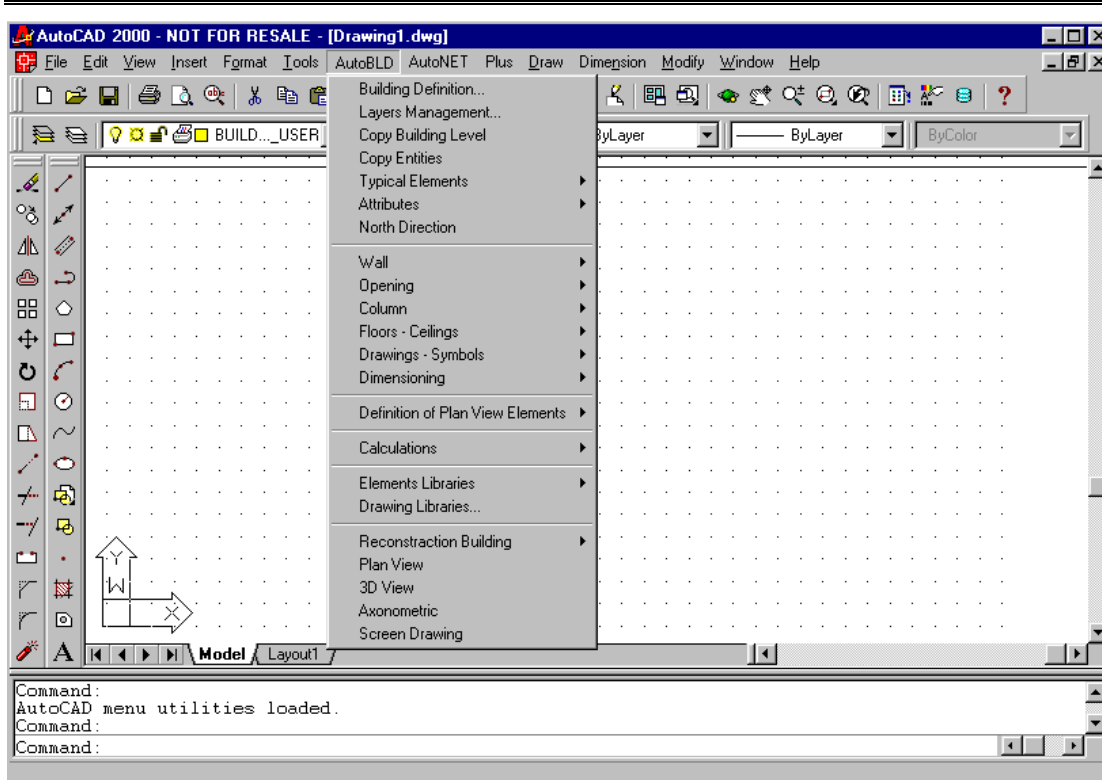 AutoCAD 2000 - NOT FOR RESALE - [Drawing1.dwg]
File Edit View Insert Format Tools AutoBLD AutoNET Plus Draw Dimension Modify Window Help
BUILD..._USER ByLayer ByLayer ByColor
Building Definition...
Layers Management...
Copy Building Level
Copy Entities
Typical Elements
Attributes
North Direction
Wall
Opening
Column
Floors - Ceilings
Drawings - Symbols
Dimensioning
Definition of Plan View Elements
Calculations
Elements Libraries
Drawing Libraries...
Reconstraction Building
Plan View
3D View
Axonometric
Screen Drawing
Y
W
X
A
Model Layout1
Command:
AutoCAD menu utilities loaded.
Command:
Command: